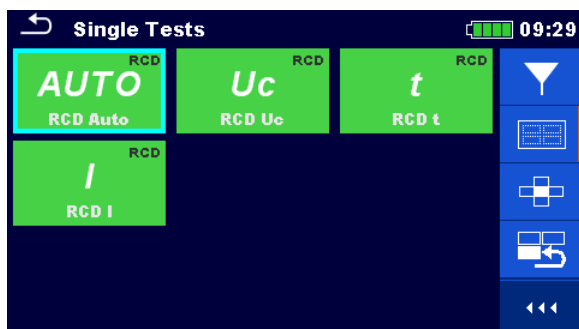 Single Tests
09:29
RCD
AUTO
RCD Auto
RCD
Uc
RCD Uc
RCD
t
RCD t
RCD
I
RCD I